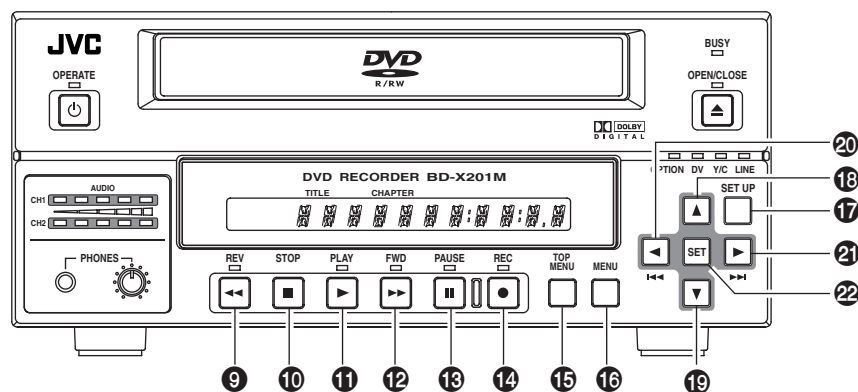 JVC
DVD
R/RW
BUSY
OPERATE
OPEN/CLOSE
DOLBY
DIGITAL
OPTION DV Y/C LINE
DVD RECORDER BD-X201M
TITLE CHAPTER
AUDIO
CH1
CH2
PHONES
SET UP
SET
REV STOP PLAY FWD PAUSE REC TOP MENU MENU
20
18
17
21
22
9 10 11 12 13 14 15 16 19